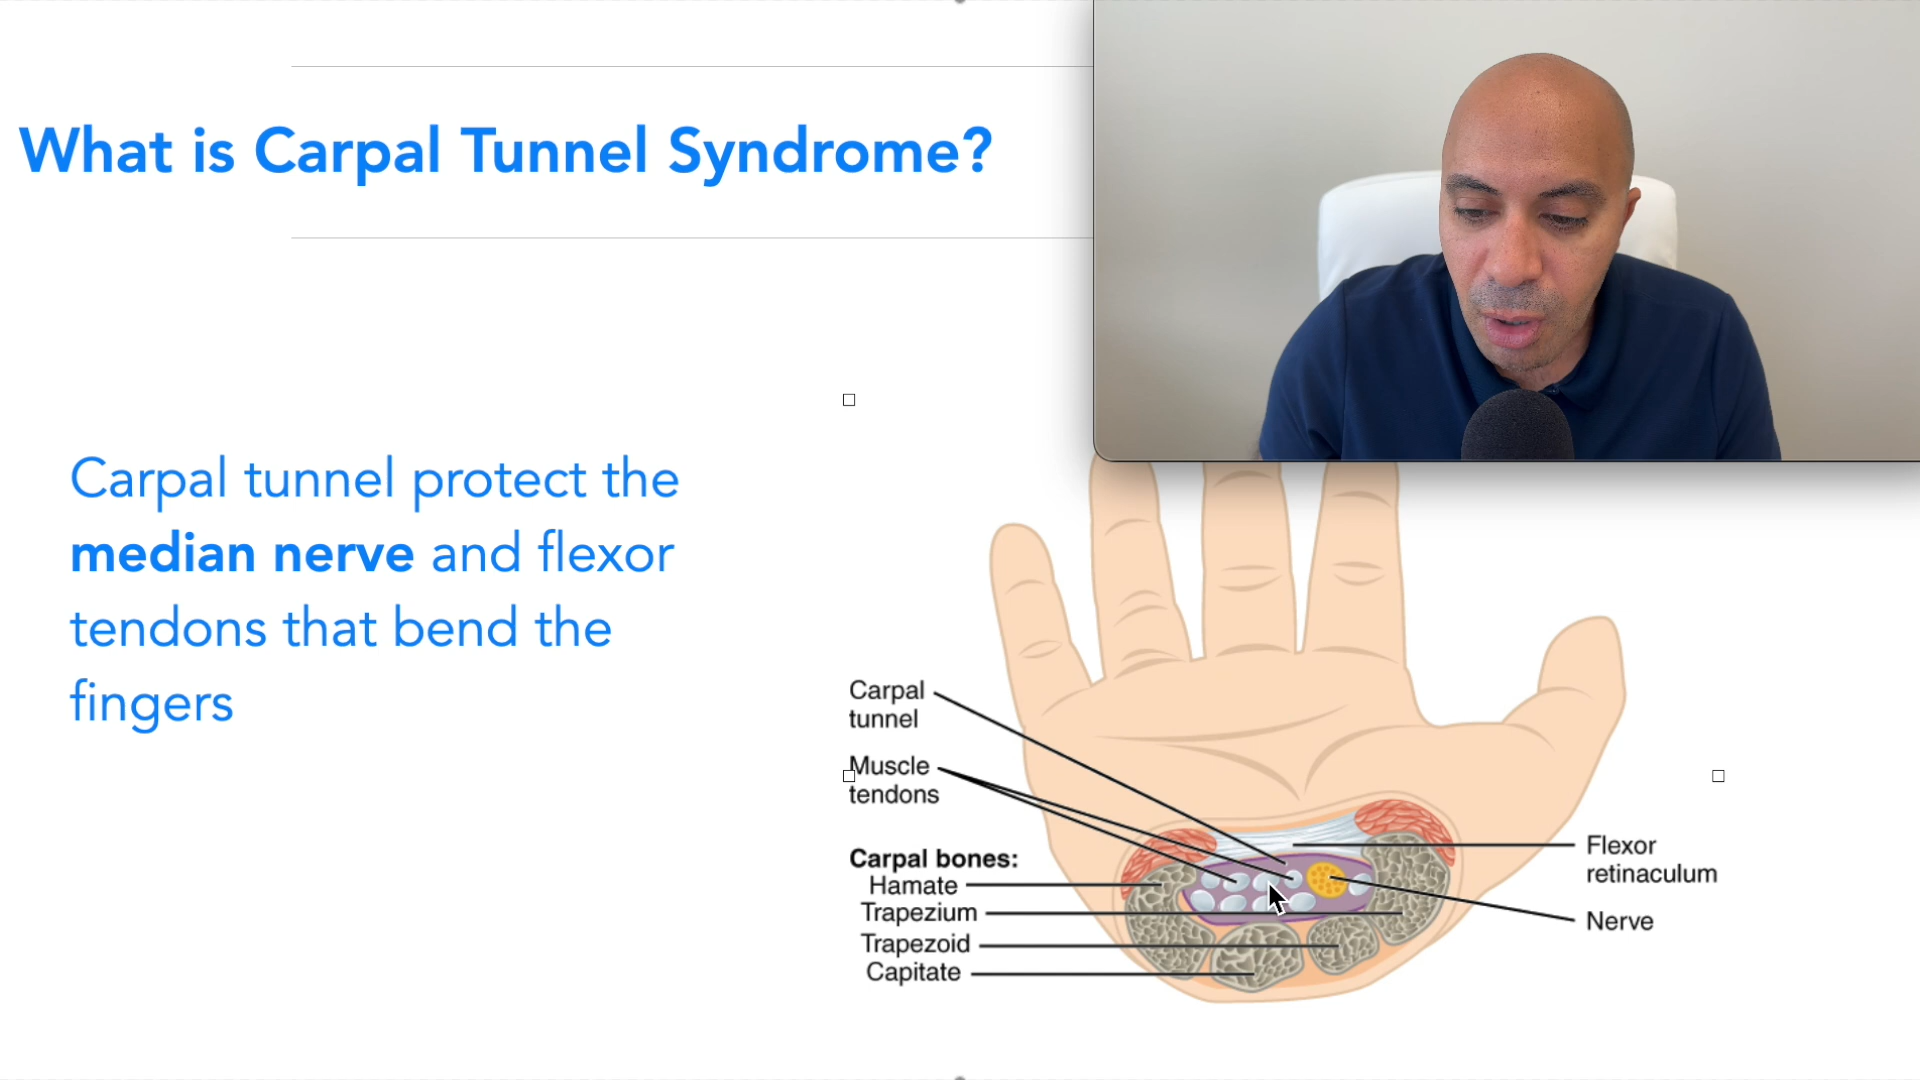 What is Carpal Tunnel Syndrome?
Carpal tunnel protect the
median nerve and flexor
tendons that bend the
fingers
Carpal
tunnel
Muscle
tendons
Carpal bones:
Hamate
Trapezium
Trapezoid
Capitate
Flexor
retinaculum
Nerve